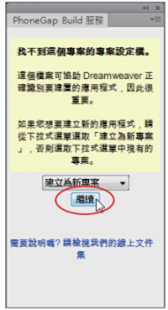 PhoneGap Build 服務
找不到這個專案的專案設定檔。
這個檔案可協助 Dreamweaver 正
確識別要建置的應用程式，因此很
重要。
如果您想要建立新的應用程式，請
從下拉式選單選取「建立為新專案
」，否則選取下拉式選單中現有的
專案。
建立為新專案
繼續
需要說明嗎? 請檢視我們的線上文件
集